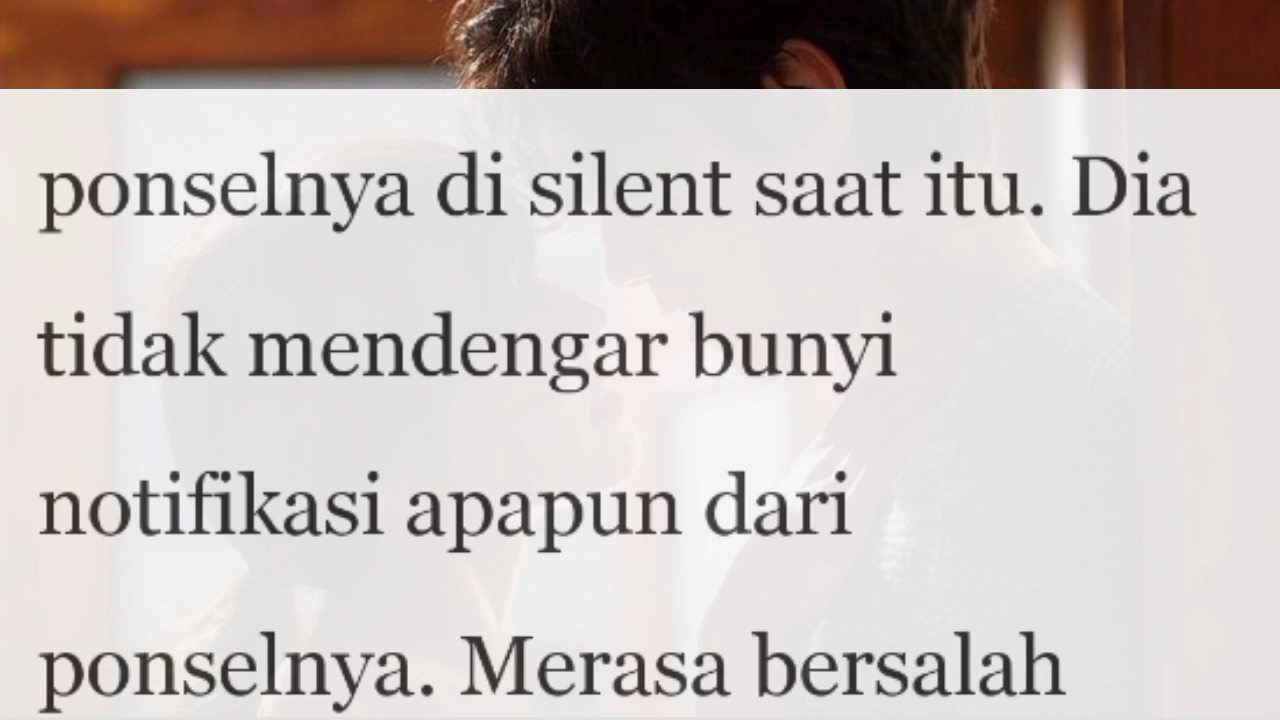 ponselnya di silent saat itu. Dia
tidak mendengar bunyi
notifikasi apapun dari
ponselnya. Merasa bersalah